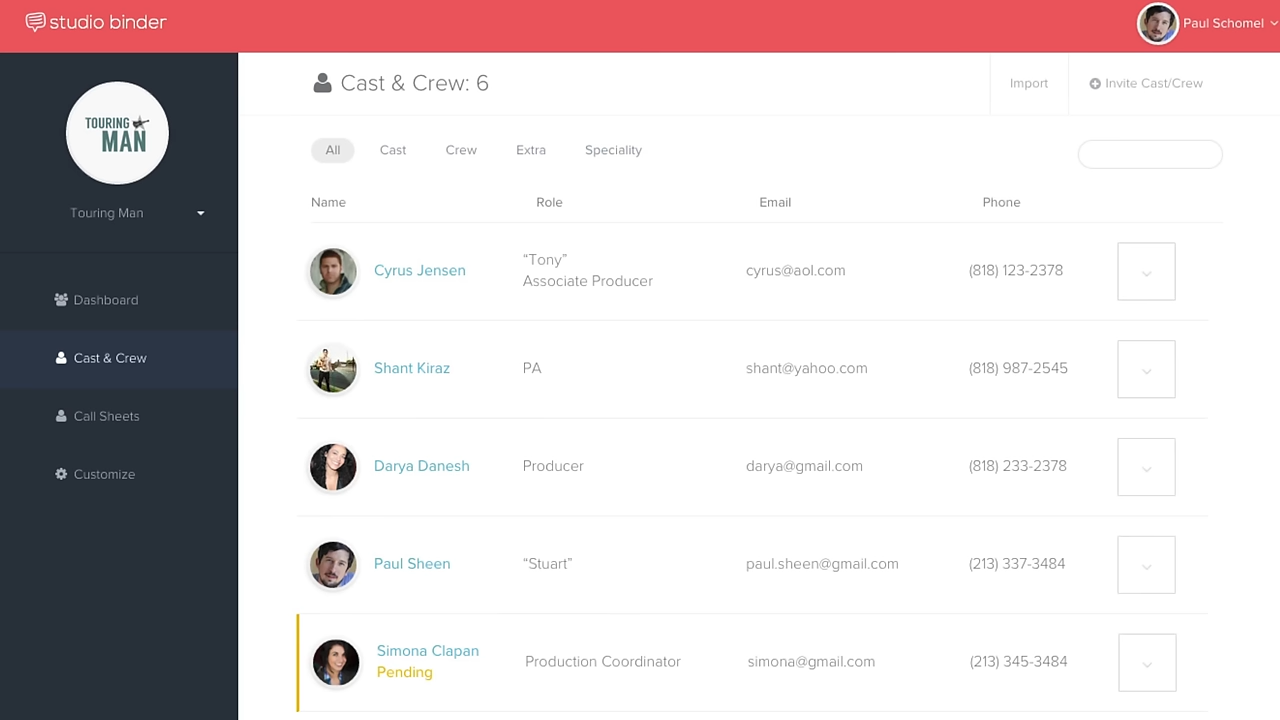 studio binder
Paul Schomel
TOURING
MAN
Touring Man
Dashboard
Cast & Crew
Call Sheets
Customize
Cast & Crew: 6
Import
Invite Cast/Crew
All Cast Crew Extra Speciality
Name Role Email Phone
Cyrus Jensen
“Tony”
Associate Producer
cyrus@aol.com
(818) 123-2378
Shant Kiraz PA shant@yahoo.com (818) 987-2545
Darya Danesh Producer darya@gmail.com (818) 233-2378
Paul Sheen “Stuart” paul.sheen@gmail.com (213) 337-3484
Simona Clapan
Pending
Production Coordinator simona@gmail.com (213) 345-3484